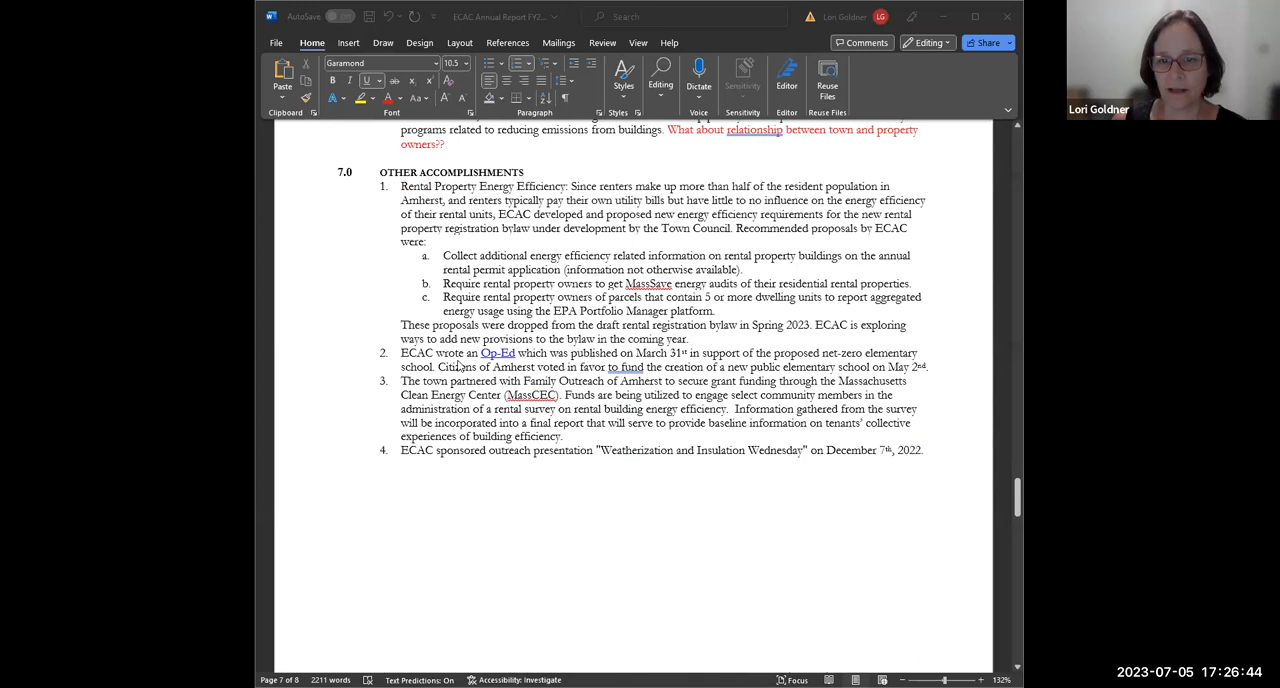 AutoSave Off ECAC Annual Report FY2... Search Lori Goldner LG
File Home Insert Draw Design Layout References Mailings Review View Help Comments Editing Share
Garamond 10.5
Paste Styles Editing Dictate Sensitivity Editor Reuse Files
Clipboard Font Paragraph Styles Voice Sensitivity Editor Reuse Files
Lori Goldner
programs related to reducing emissions from buildings. What about relationship between town and property
owners??
7.0 OTHER ACCOMPLISHMENTS
1. Rental Property Energy Efficiency: Since renters make up more than half of the resident population in
Amherst, and renters typically pay their own utility bills but have little to no influence on the energy efficiency
of their rental units, ECAC developed and proposed new energy efficiency requirements for the new rental
property registration bylaw under development by the Town Council. Recommended proposals by ECAC
were:
a. Collect additional energy efficiency related information on rental property buildings on the annual
rental permit application (information not otherwise available).
b. Require rental property owners to get MassSave energy audits of their residential rental properties.
c. Require rental property owners of parcels that contain 5 or more dwelling units to report aggregated
energy usage using the EPA Portfolio Manager platform.
These proposals were dropped from the draft rental registration bylaw in Spring 2023. ECAC is exploring
ways to add new provisions to the bylaw in the coming year.
2. ECAC wrote an Op-Ed which was published on March 31st in support of the proposed net-zero elementary
school. Citizens of Amherst voted in favor to fund the creation of a new public elementary school on May 2nd.
3. The town partnered with Family Outreach of Amherst to secure grant funding through the Massachusetts
Clean Energy Center (MassCEC). Funds are being utilized to engage select community members in the
administration of a rental survey on rental building energy efficiency. Information gathered from the survey
will be incorporated into a final report that will serve to provide baseline information on tenants' collective
experiences of building efficiency.
4. ECAC sponsored outreach presentation "Weatherization and Insulation Wednesday" on December 7th, 2022.
Page 7 of 8 2211 words Text Predictions: On Accessibility: Investigate Focus 132%
2023-07-05 17:26:44